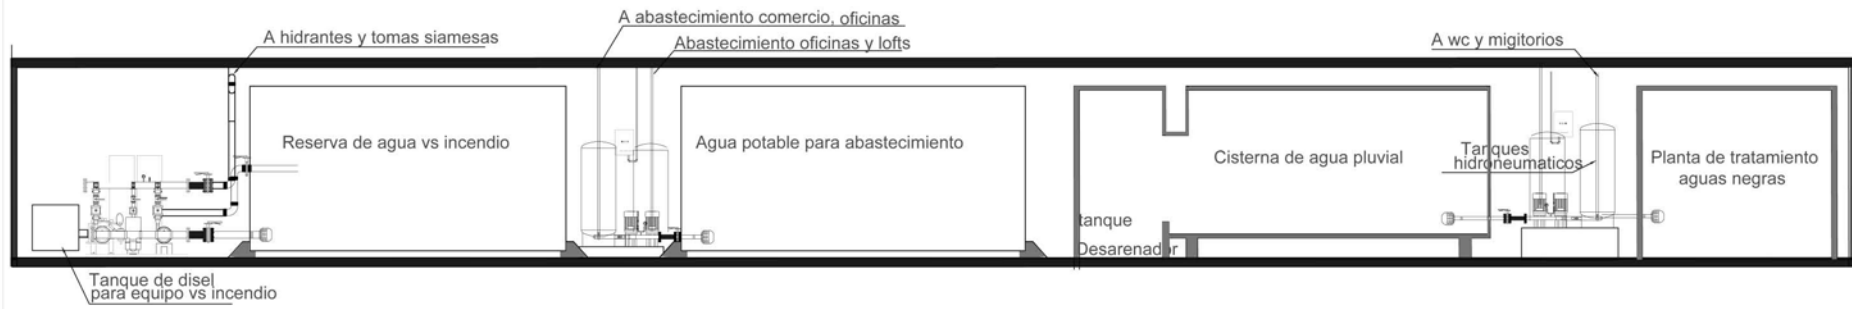 A abastecimiento comercio, oficinas
A hidrantes y tomas siamesas
Abastecimiento oficinas y lofts
A wc y migitorios
Reserva de agua vs incendio
Agua potable para abastecimiento
Cisterna de agua pluvial
Tanques
hidroneumaticos
Planta de tratamiento
aguas negras
tanque
Desarenador
Tanque de disel
para equipo vs incendio